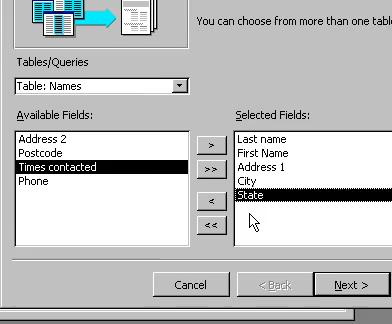 You can choose from more than one table
Tables/Queries
Table: Names
Available Fields:
Address 2
Postcode
Times contacted
Phone
>
>>
<
<<
Selected Fields:
Last name
First Name
Address 1
City
State
Cancel
< Back
Next >